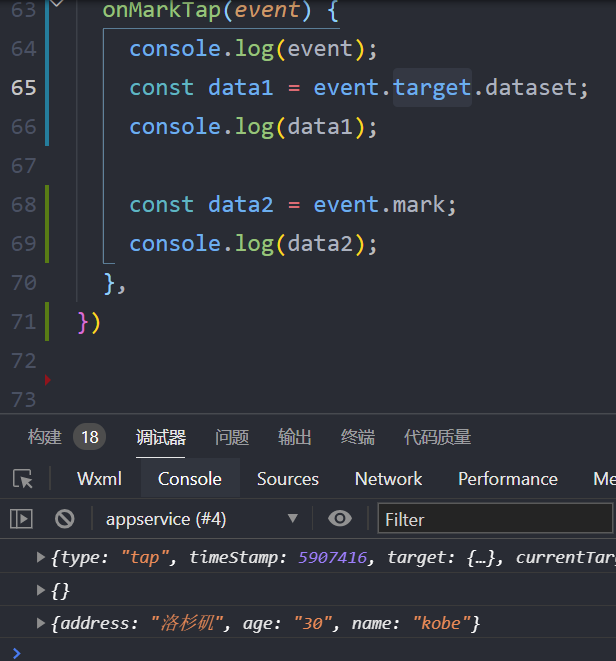 63 onMarkTap(event) {
64 console.log(event);
65 const data1 = event.target.dataset;
66 console.log(data1);
67
68 const data2 = event.mark;
69 console.log(data2);
70 },
71 })
72
73
构建 18 调试器 问题 输出 终端 代码质量
Wxml Console Sources Network Performance Me
appservice (#4) Filter
{type: "tap", timeStamp: 5907416, target: {…}, currentTar
{}
{address: "洛杉矶", age: "30", name: "kobe"}